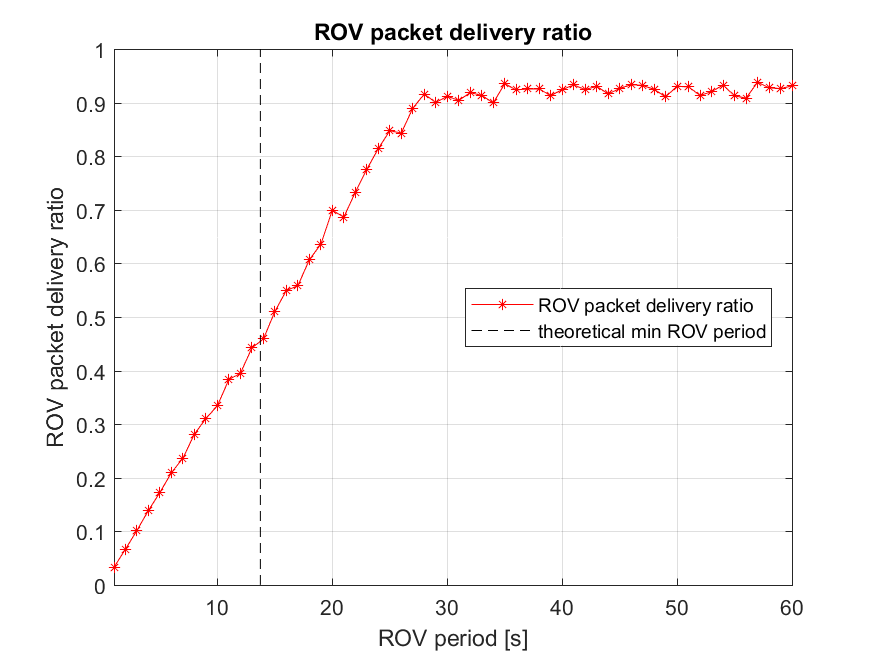 ROV packet delivery ratio
1
0.9
0.8
0.7
0.6
0.5
0.4
0.3
0.2
0.1
0
ROV packet delivery ratio
ROV packet delivery ratio
theoretical min ROV period
10 20 30 40 50 60
ROV period [s]